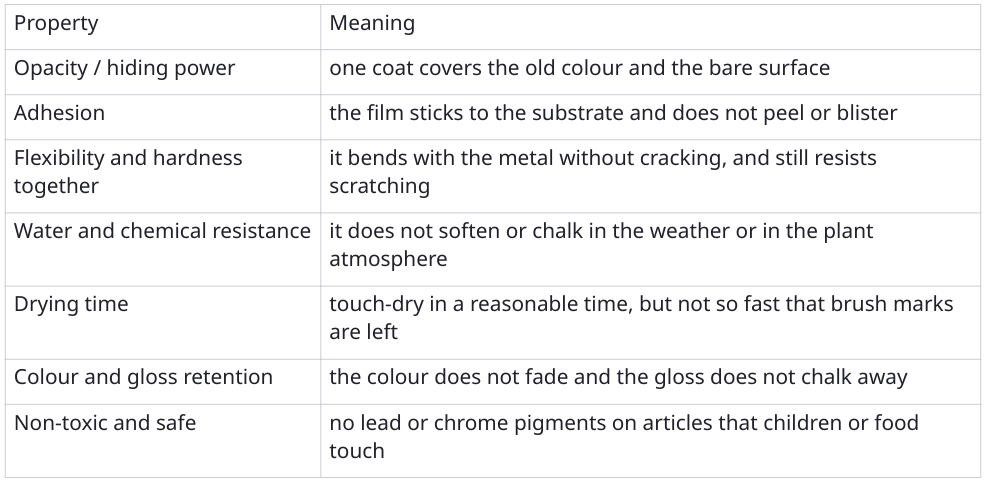 Property Meaning
Opacity / hiding power one coat covers the old colour and the bare surface
Adhesion the film sticks to the substrate and does not peel or blister
Flexibility and hardness together it bends with the metal without cracking, and still resists scratching
Water and chemical resistance it does not soften or chalk in the weather or in the plant atmosphere
Drying time touch-dry in a reasonable time, but not so fast that brush marks are left
Colour and gloss retention the colour does not fade and the gloss does not chalk away
Non-toxic and safe no lead or chrome pigments on articles that children or food touch